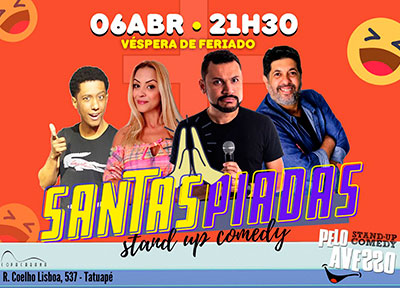 06ABR • 21H30
VÉSPERA DE FERIADO
SANTAS PIADAS
stand up comedy
PELO AVESSO
STAND-UP COMEDY
COPACABANA
R. Coelho Lisboa, 537 - Tatuapé